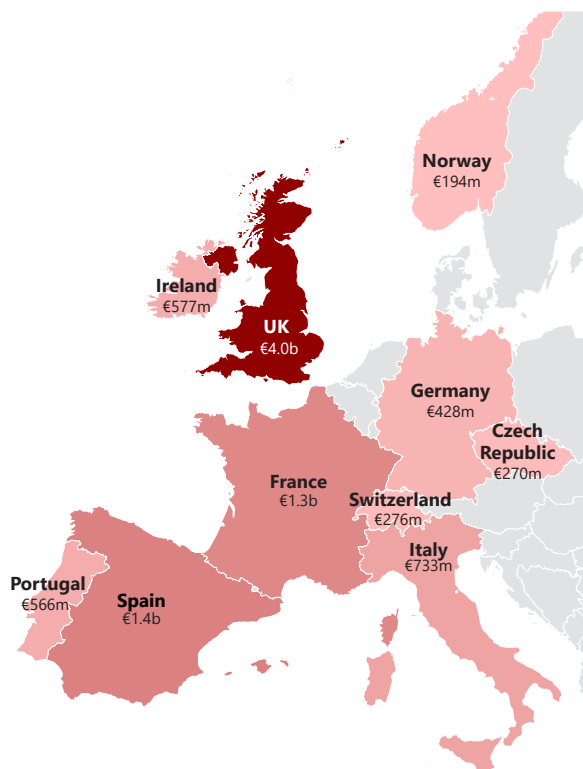 Norway
€194m
Ireland
€577m
UK
€4.0b
Germany
€428m
Czech
Republic
€270m
France
€1.3b
Switzerland
€276m
Italy
€733m
Portugal
€566m
Spain
€1.4b